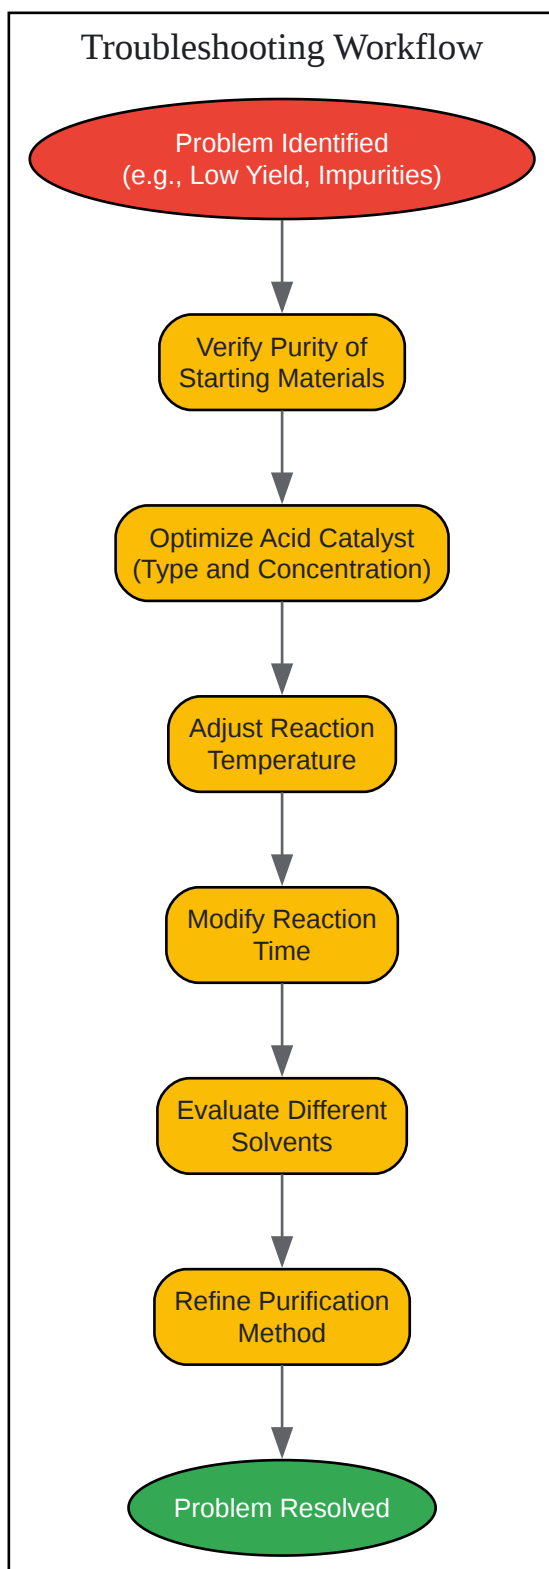 Troubleshooting Workflow
Problem Identified
(e.g., Low Yield, Impurities)
Verify Purity of
Starting Materials
Optimize Acid Catalyst
(Type and Concentration)
Adjust Reaction
Temperature
Modify Reaction
Time
Evaluate Different
Solvents
Refine Purification
Method
Problem Resolved